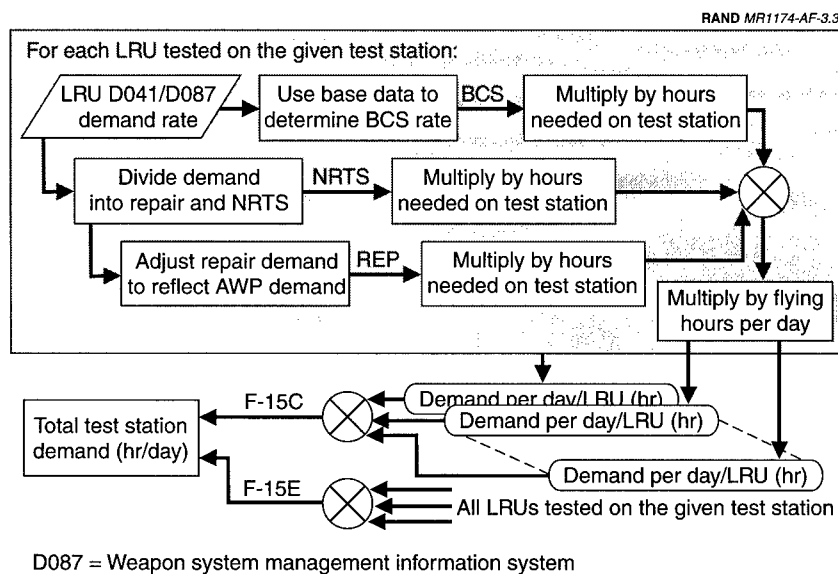 RAND MR1174-AF-3.3
For each LRU tested on the given test station:
LRU D041/D087
demand rate
Use base data to
determine BCS rate
BCS
Multiply by hours
needed on test station
Divide demand
into repair and NRTS
NRTS
Multiply by hours
needed on test station
Adjust repair demand
to reflect AWP demand
REP
Multiply by hours
needed on test station
Multiply by flying
hours per day
Demand per day/LRU (hr)
Demand per day/LRU (hr)
Demand per day/LRU (hr)
F-15C
Total test station
demand (hr/day)
F-15E
All LRUs tested on the given test station
D087 = Weapon system management information system